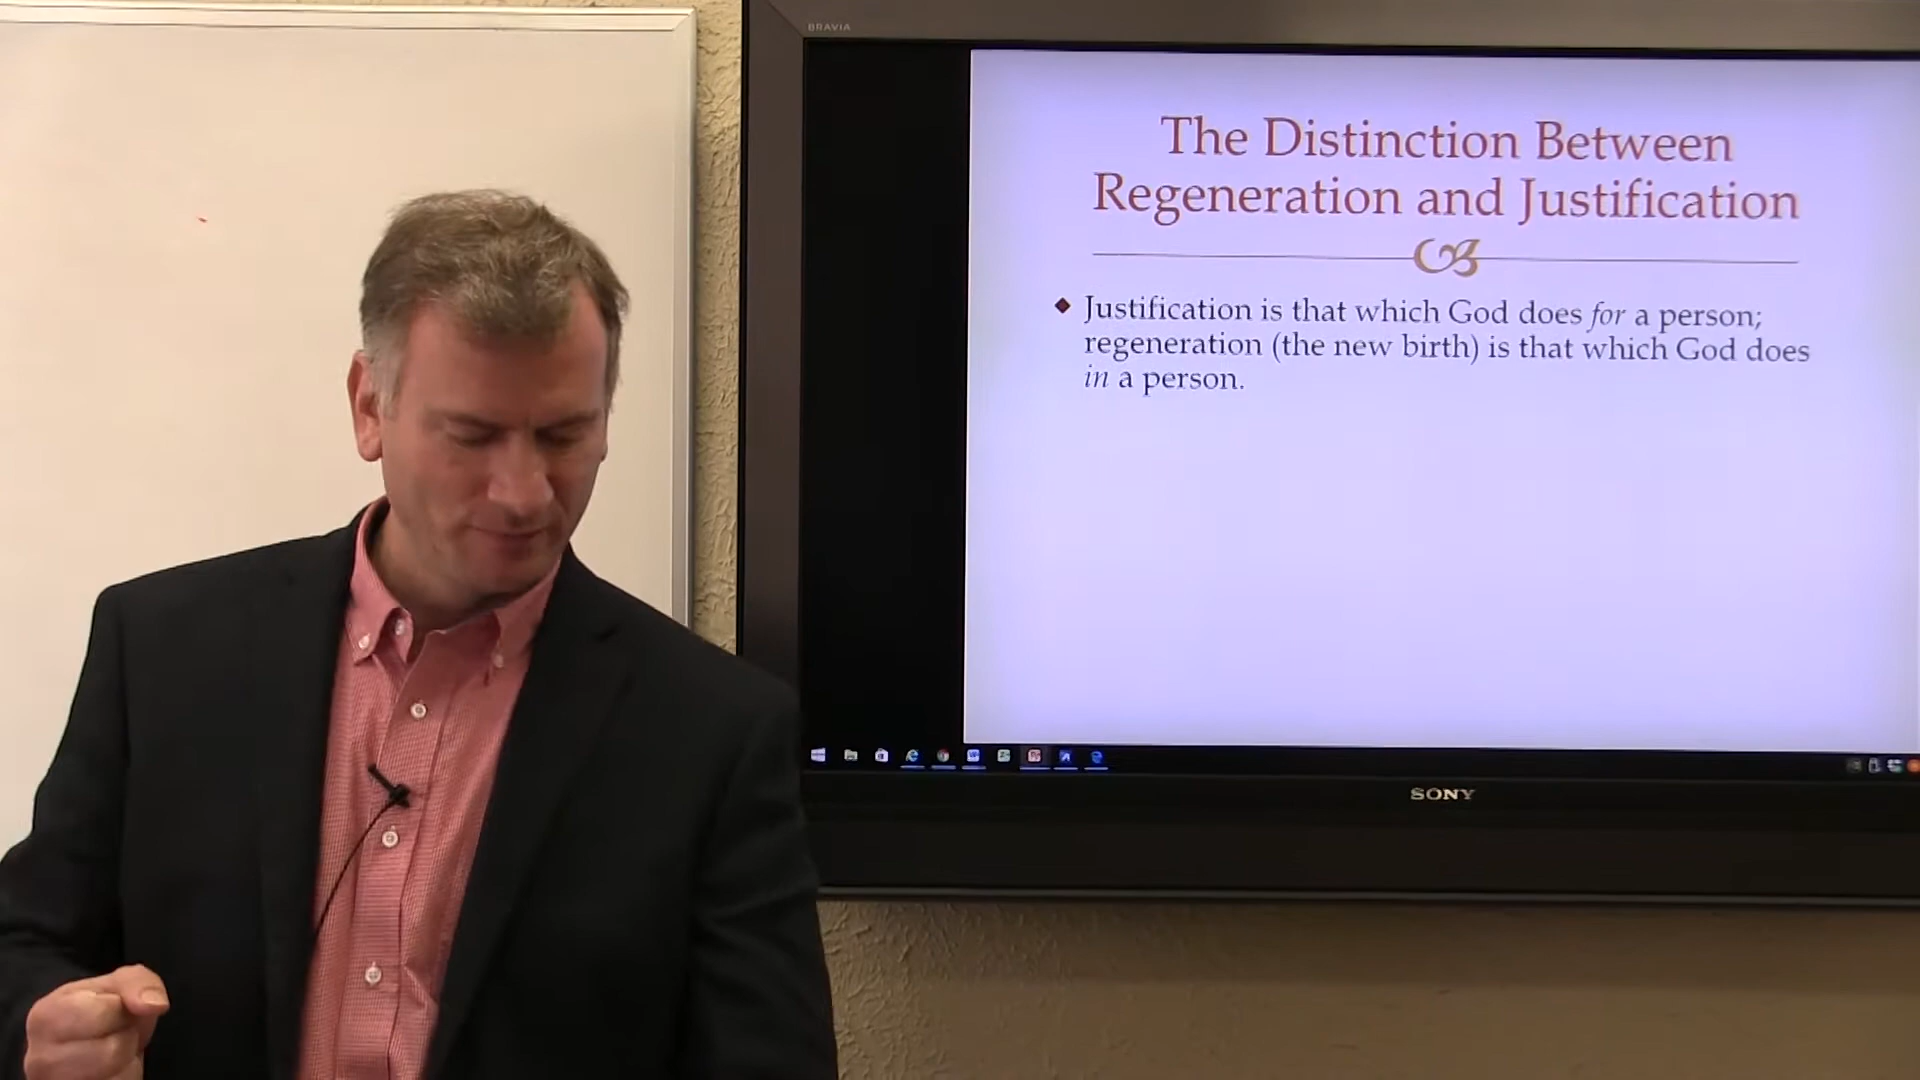 BRAVIA
The Distinction Between
Regeneration and Justification
Justification is that which God does for a person;
regeneration (the new birth) is that which God does
in a person.
SONY